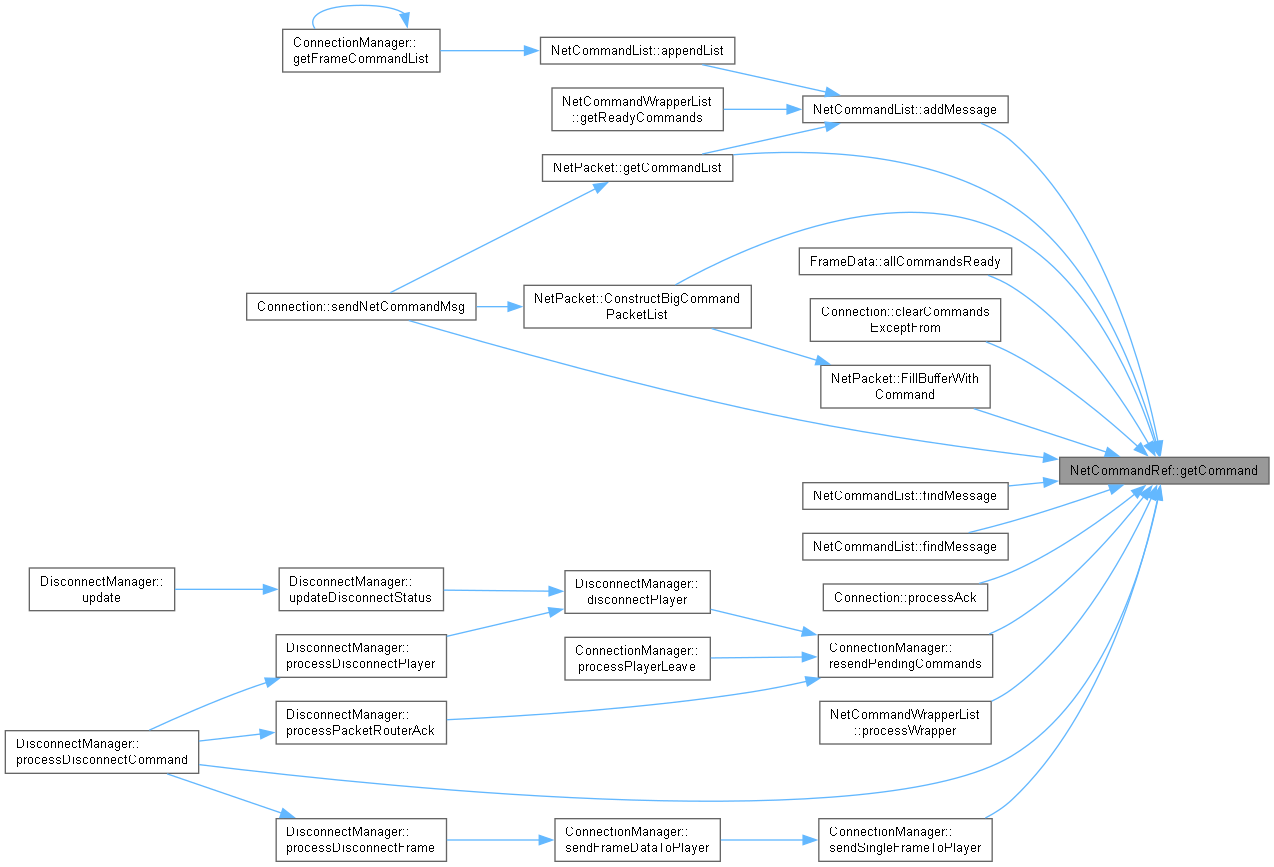 ConnectionManager::
getFrameCommandList
NetCommandList::appendList
NetCommandWrapperList
::getReadyCommands
NetCommandList::addMessage
NetPacket::getCommandList
FrameData::allCommandsReady
Connection::sendNetCommandMsg
NetPacket::ConstructBigCommand
PacketList
Connection::clearCommands
ExceptFrom
NetPacket::FillBufferWith
Command
NetCommandRef::getCommand
NetCommandList::findMessage
NetCommandList::findMessage
DisconnectManager::
update
DisconnectManager::
updateDisconnectStatus
DisconnectManager::
disconnectPlayer
Connection::processAck
DisconnectManager::
processDisconnectPlayer
ConnectionManager::
processPlayerLeave
ConnectionManager::
resendPendingCommands
DisconnectManager::
processPacketRouterAck
NetCommandWrapperList
::processWrapper
DisconnectManager::
processDisconnectCommand
DisconnectManager::
processDisconnectFrame
ConnectionManager::
sendFrameDataToPlayer
ConnectionManager::
sendSingleFrameToPlayer